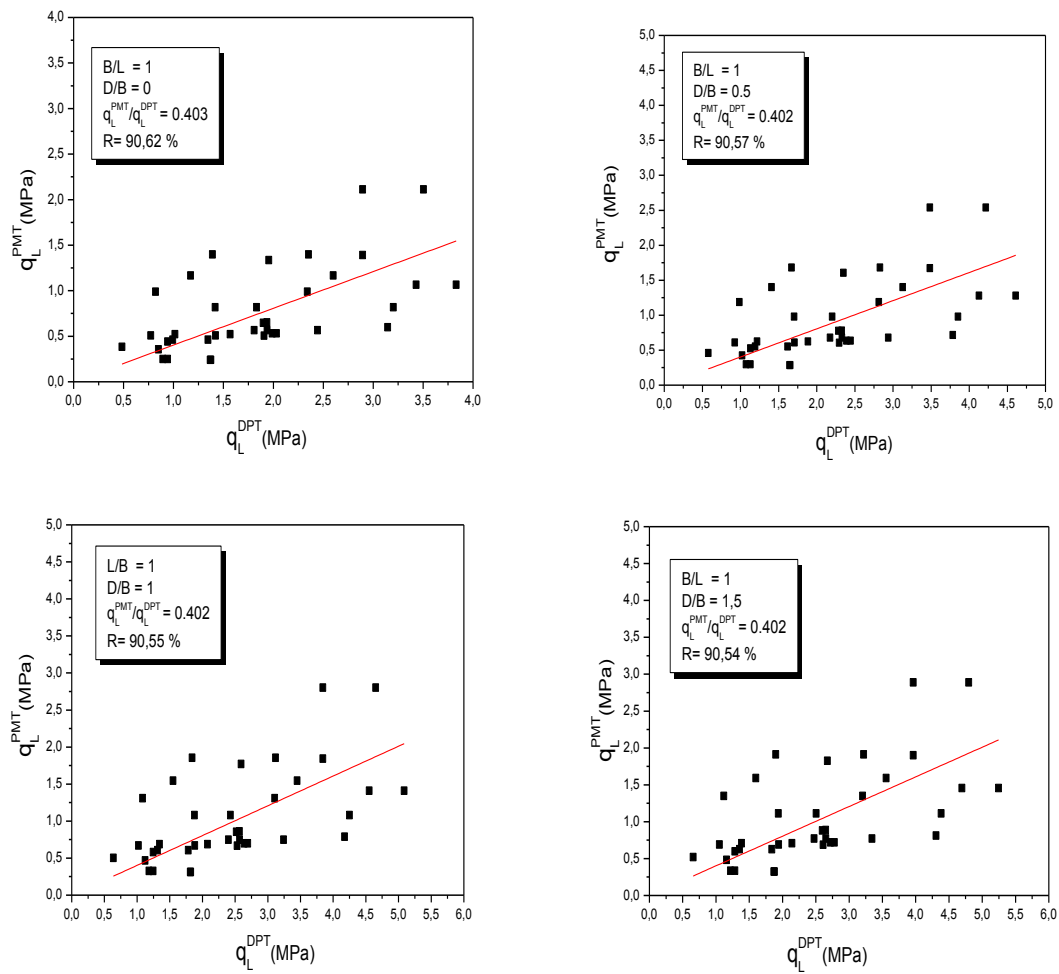 4,0
3,5
3,0
2,5
2,0
1,5
1,0
0,5
0,0
q_L^PMT (MPa)
B/L = 1
D/B = 0
q_L^PMT/q_L^DPT = 0.403
R= 90,62 %
0,5 1,0 1,5 2,0 2,5 3,0 3,5 4,0
q_L^DPT (MPa)
5,0
4,5
4,0
3,5
3,0
2,5
2,0
1,5
1,0
0,5
0,0
q_L^PMT (MPa)
B/L = 1
D/B = 0.5
q_L^PMT/q_L^DPT = 0.402
R= 90,57 %
0,0 0,5 1,0 1,5 2,0 2,5 3,0 3,5 4,0 4,5 5,0
q_L^DPT (MPa)
5,0
4,5
4,0
3,5
3,0
2,5
2,0
1,5
1,0
0,5
0,0
q_L^PMT (MPa)
L/B = 1
D/B = 1
q_L^PMT/q_L^DPT = 0.402
R= 90,55 %
0,0 0,5 1,0 1,5 2,0 2,5 3,0 3,5 4,0 4,5 5,0 5,5 6,0
q_L^DPT (MPa)
5,0
4,5
4,0
3,5
3,0
2,5
2,0
1,5
1,0
0,5
0,0
q_L^PMT (MPa)
B/L = 1
D/B = 1,5
q_L^PMT/q_L^DPT = 0.402
R= 90,54 %
0,0 0,5 1,0 1,5 2,0 2,5 3,0 3,5 4,0 4,5 5,0 5,5 6,0
q_L^DPT (MPa)